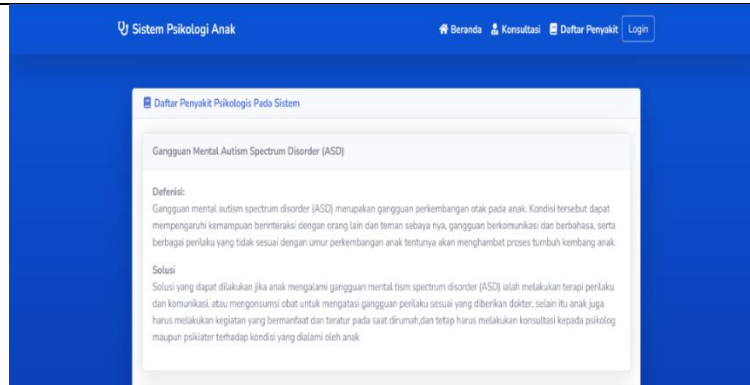 Sistem Psikologi Anak
Beranda Konsultasi Daftar Penyakit Login
Daftar Penyakit Psikologis Pada Sistem
Gangguan Mental Autism Spectrum Disorder (ASD)
Defenisi:
Gangguan mental autism spectrum disorder (ASD) merupakan gangguan perkembangan otak pada anak. Kondisi tersebut dapat
mempengaruhi kemampuan berinteraksi dengan orang lain dan teman sebaya nya, gangguan berkomunikasi dan berbahasa, serta
berbagai perilaku yang tidak sesuai dengan umur perkembangan anak tentunya akan menghambat proses tumbuh kembang anak.
Solusi
Solusi yang dapat dilakukan jika anak mengalami gangguan mental tism spectrum disorder (ASD) ialah melakukan terapi perilaku
dan komunikasi, atau mengonsumsi obat untuk mengatasi gangguan perilaku sesuai yang diberikan dokter, selain itu anak juga
harus melakukan kegiatan yang bermanfaat dan teratur pada saat dirumah,dan tetap harus melakukan konsultasi kepada psikolog
maupun psikiater terhadap kondisi yang dialami oleh anak